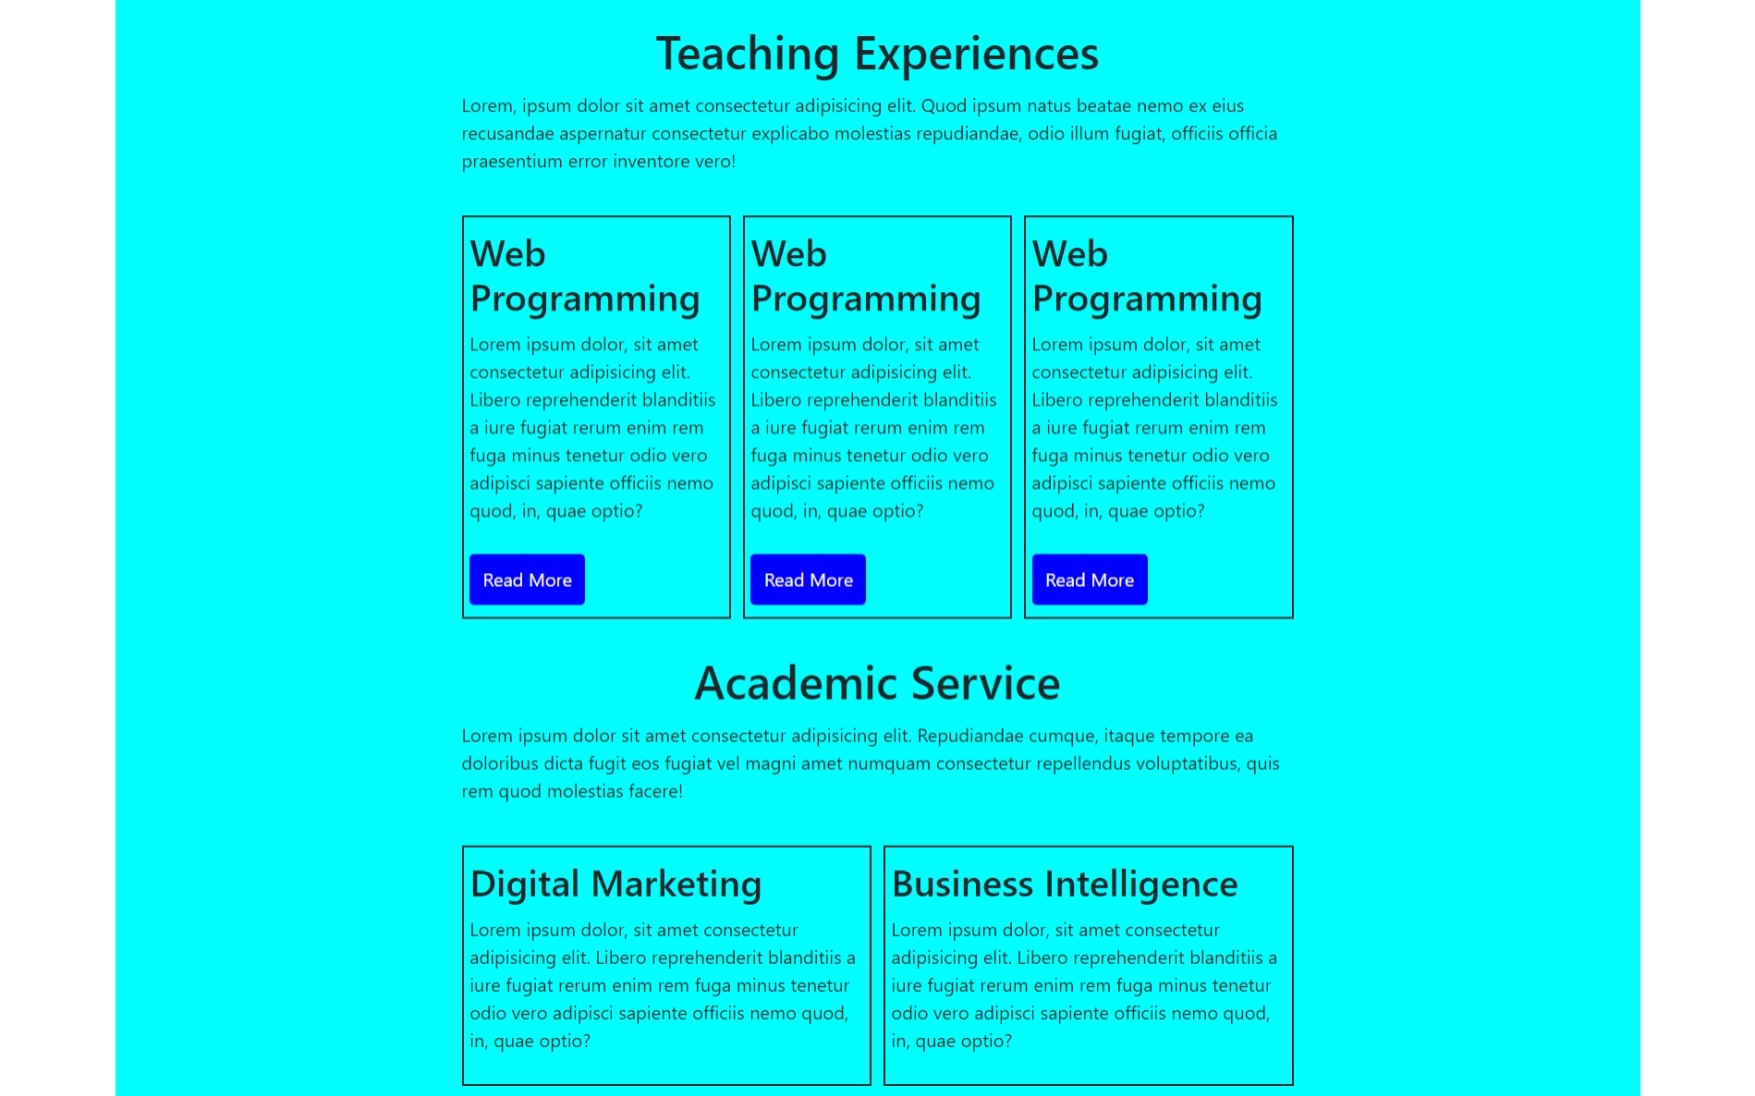 Teaching Experiences
Lorem, ipsum dolor sit amet consectetur adipisicing elit. Quod ipsum natus beatae nemo ex eius
recusandae aspernatur consectetur explicabo molestias repudiandae, odio illum fugiat, officiis officia
praesentium error inventore vero!
Web
Programming
Lorem ipsum dolor, sit amet
consectetur adipisicing elit.
Libero reprehenderit blanditiis
a iure fugiat rerum enim rem
fuga minus tenetur odio vero
adipisci sapiente officiis nemo
quod, in, quae optio?
Read More
Web
Programming
Lorem ipsum dolor, sit amet
consectetur adipisicing elit.
Libero reprehenderit blanditiis
a iure fugiat rerum enim rem
fuga minus tenetur odio vero
adipisci sapiente officiis nemo
quod, in, quae optio?
Read More
Web
Programming
Lorem ipsum dolor, sit amet
consectetur adipisicing elit.
Libero reprehenderit blanditiis
a iure fugiat rerum enim rem
fuga minus tenetur odio vero
adipisci sapiente officiis nemo
quod, in, quae optio?
Read More
Academic Service
Lorem ipsum dolor sit amet consectetur adipisicing elit. Repudiandae cumque, itaque tempore ea
doloribus dicta fugit eos fugiat vel magni amet numquam consectetur repellendus voluptatibus, quis
rem quod molestias facere!
Digital Marketing
Lorem ipsum dolor, sit amet consectetur
adipisicing elit. Libero reprehenderit blanditiis a
iure fugiat rerum enim rem fuga minus tenetur
odio vero adipisci sapiente officiis nemo quod,
in, quae optio?
Business Intelligence
Lorem ipsum dolor, sit amet consectetur
adipisicing elit. Libero reprehenderit blanditiis a
iure fugiat rerum enim rem fuga minus tenetur
odio vero adipisci sapiente officiis nemo quod,
in, quae optio?